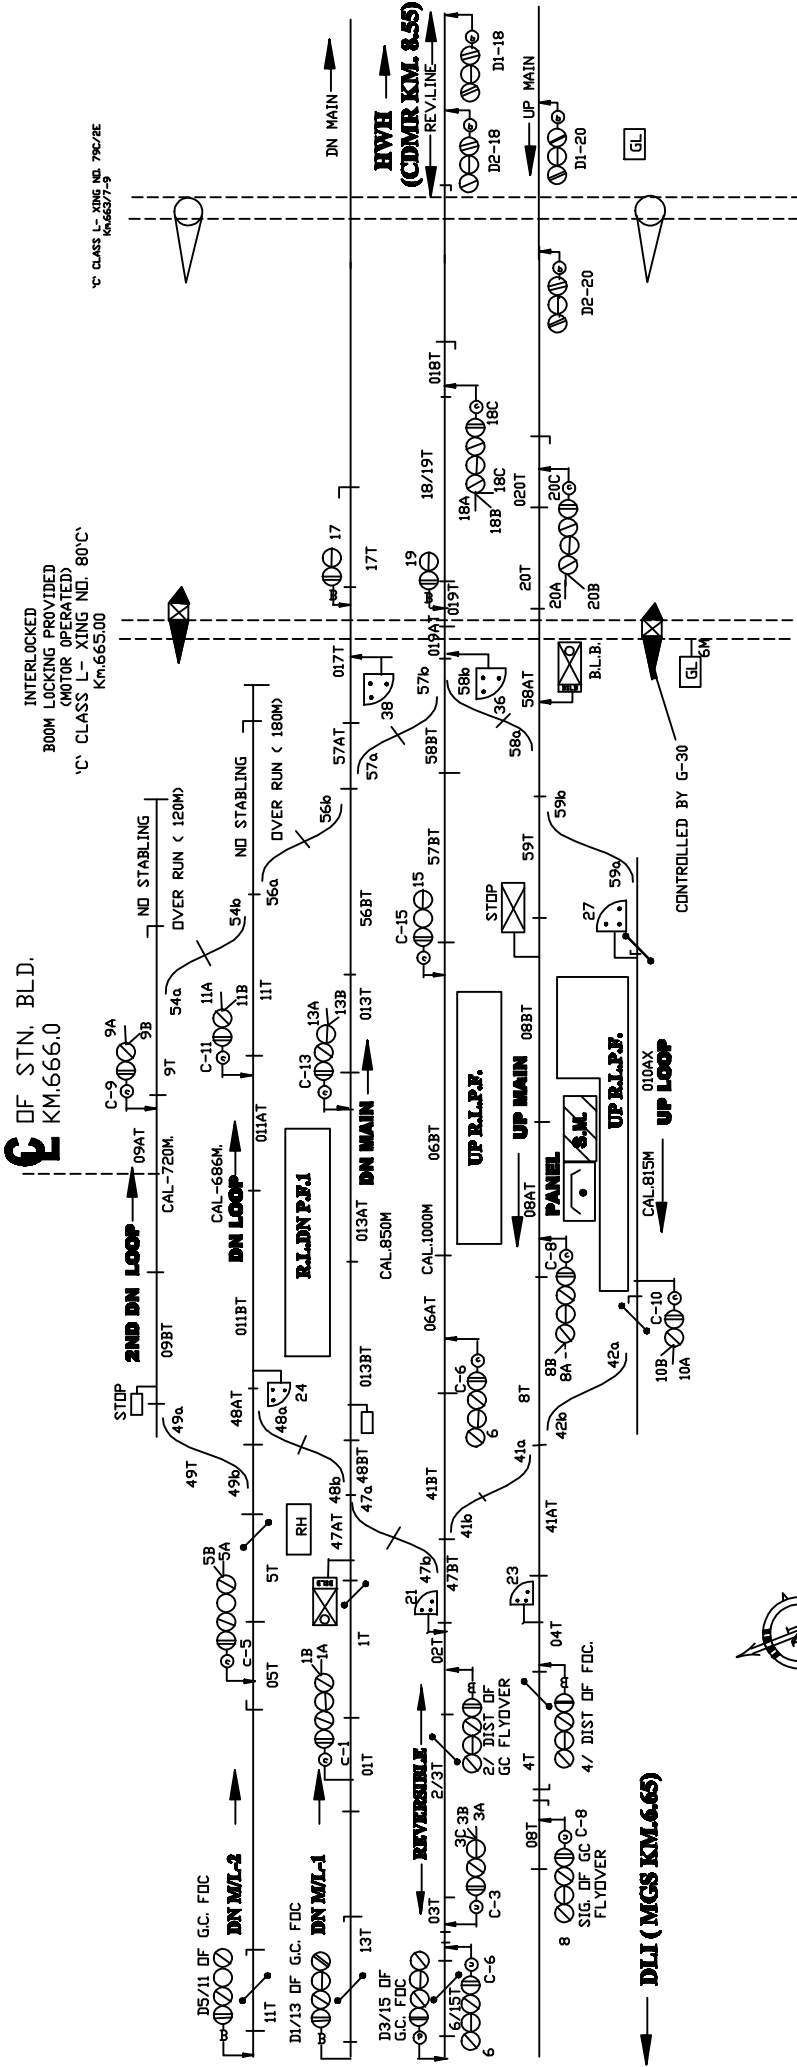 'C' CLASS L- XING NO. 79C/2E
Km.663/7-9
DN MAIN
HWH
(CDMR KM. 8.55)
REV.LINE
UP MAIN
D1-18
D2-18
D1-20
GL
D2-20
INTERLOCKED
BOOM LOCKING PROVIDED
(MOTOR OPERATED)
'C' CLASS L- XING NO. 80'C'
Km.665.00
018T
18/19T
18C
18C
18A
18B
020T
20C
20T
20A
20B
17
17T
19
019T
019AT
017T
57b
58b
58AT
B.L.B.
GL
6M
38
36
57AT
57a
58BT
58a
CONTROLLED BY G-30
NO STABLING
OVER RUN < 120M)
NO STABLING
OVER RUN < 180M)
56b
56a
54b
54a
57BT
59T
59b
59a
56BT
C-15
15
STOP
27
C
L
OF STN. BLD.
KM.666.0
C-9
9A
9B
9T
09AT
11A
11B
C-11
11T
011AT
13A
13B
C-13
013T
DN MAIN
08BT
010AX
2ND DN LOOP
CAL-720M.
DN LOOP
CAL-686M.
R.L.DN P.F.1
013AT
CAL.850M
06BT
CAL.1000M
UP R.L.P.F.
UP MAIN
08AT
PANEL
S.M.
UP R.L.P.F.
UP LOOP
CAL.815M
09BT
011BT
013BT
06AT
C-6
6
C-8
8B
8A
8T
C-10
10B
10A
42a
42b
STOP
49a
49T
49b
48AT
48a
24
48b
48BT
47a
41BT
41b
41a
41AT
RH
47AT
47b
47BT
5B
5A
5T
C-5
05T
1B
1A
1T
C-1
01T
21
02T
23
04T
2/ DIST OF
GC FLYOVER
4/ DIST OF FOC.
REVERSIBLE
2/3T
4T
3C
3B
3A
C-3
03T
08T
C-8
8
SIG. OF GC
FLYOVER
DN M/L-2
DN M/L-1
D5/11 OF G.C. FOC
11T
D1/13 OF G.C. FOC
13T
D3/15 OF
G.C. FOC
6/15T
C-6
6
DLI ( MGS KM.6.65)